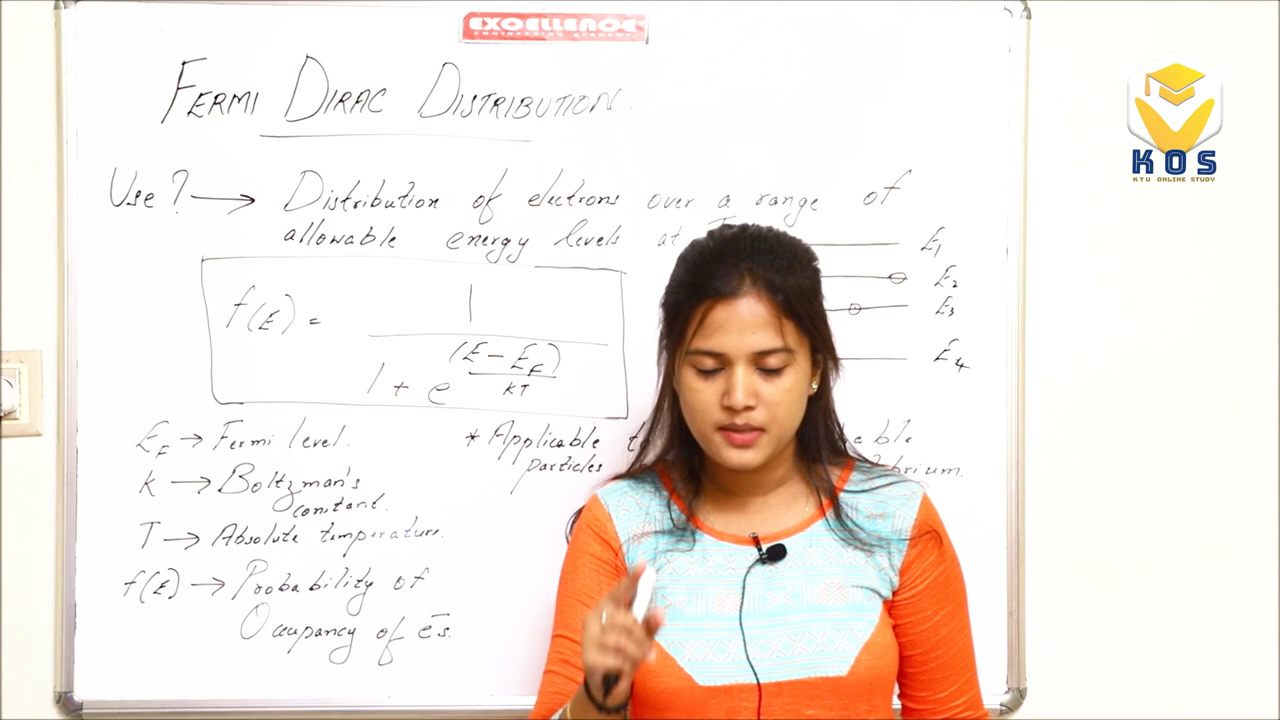 EXCELLENCE
ENGINEERING ACADEMY
FERMI DIRAC DISTRIBUTION.
KOS
KTU ONLINE STUDY
Use? → Distribution of electrons over a range of
allowable energy levels at
E1
E2
E3
E4
f(E) = 1
1 + e (E - EF)
KT
EF → Fermi level.
K → Boltzman's
constant.
T → Absolute temperature.
f(E) → Probability of
Occupancy of e̅s.
* Applicable
particles